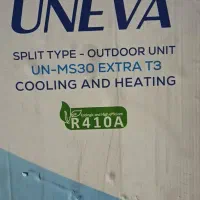 UNEVA
SPLIT TYPE - OUTDOOR UNIT
UN-MS30 EXTRA T3
COOLING AND HEATING
R410A